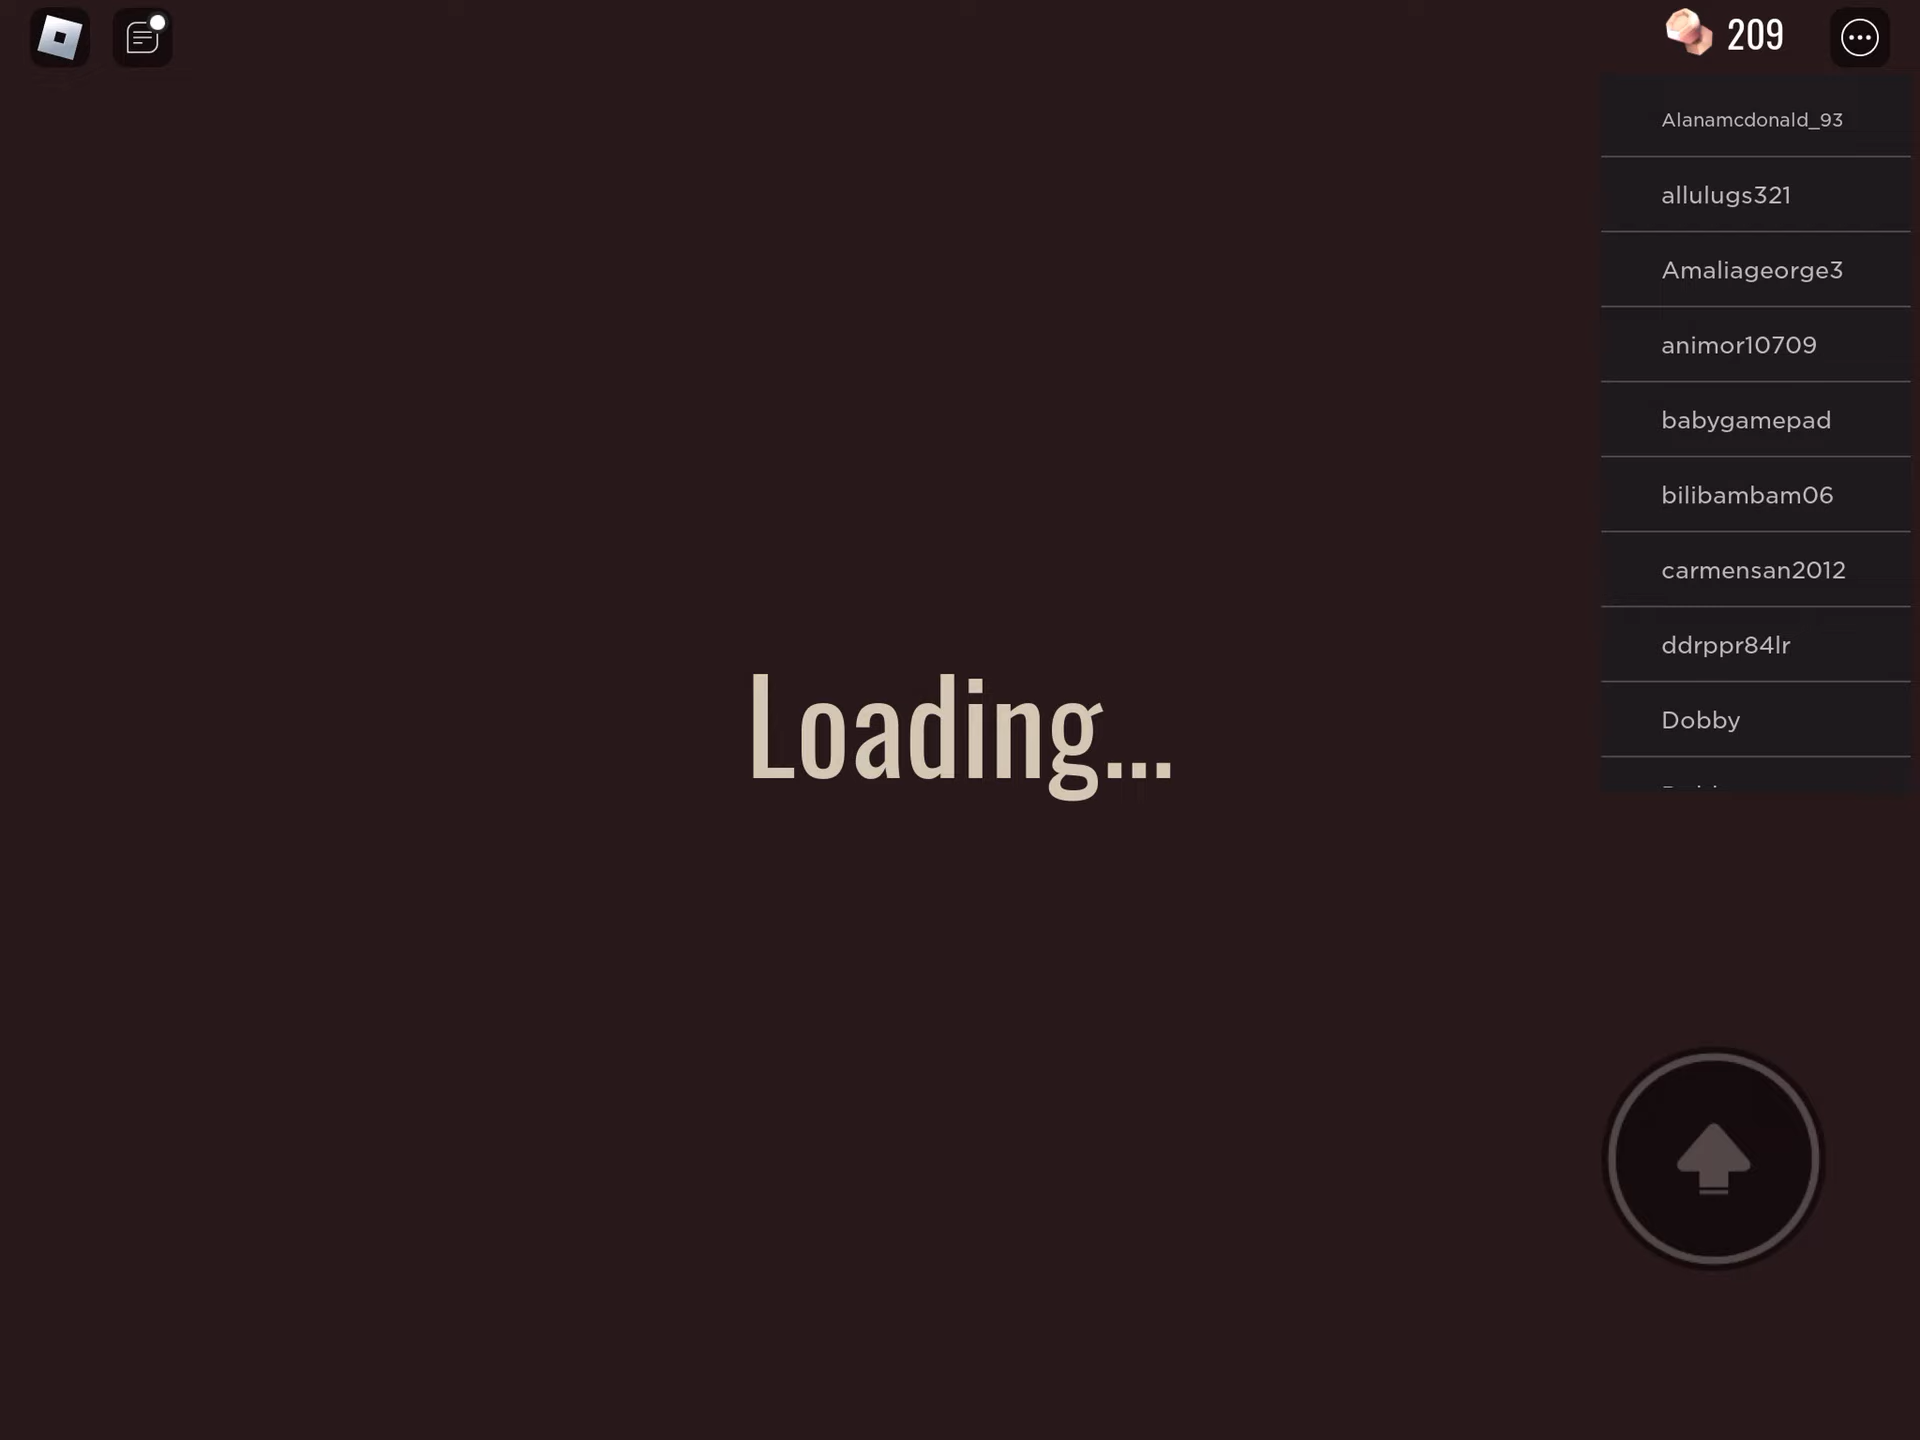 209
Alanamcdonald_93
allulugs321
Amaliageorge3
animor10709
babygamepad
bilibambam06
carmensan2012
ddrppr84lr
Dobby
Loading...